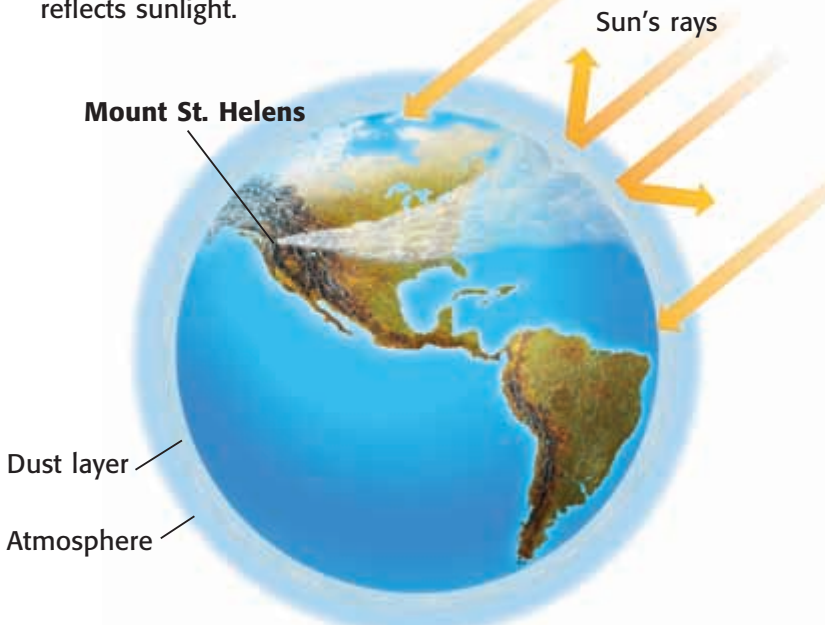 reflects sunlight.
Sun's rays
Mount St. Helens
Dust layer
Atmosphere